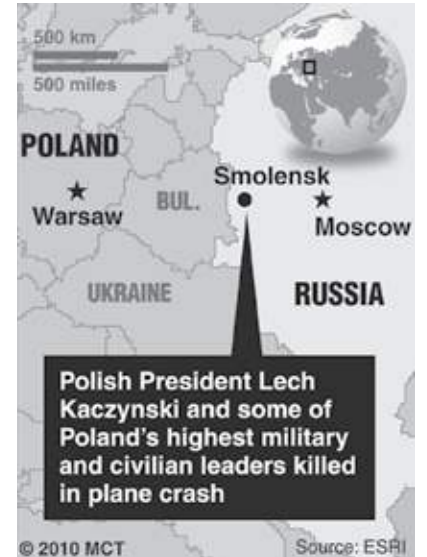 500 km
500 miles
POLAND
Smolensk
Warsaw
BUL.
Moscow
UKRAINE
RUSSIA
Polish President Lech
Kaczynski and some of
Poland's highest military
and civilian leaders killed
in plane crash
© 2010 MCT
Source: ESRI